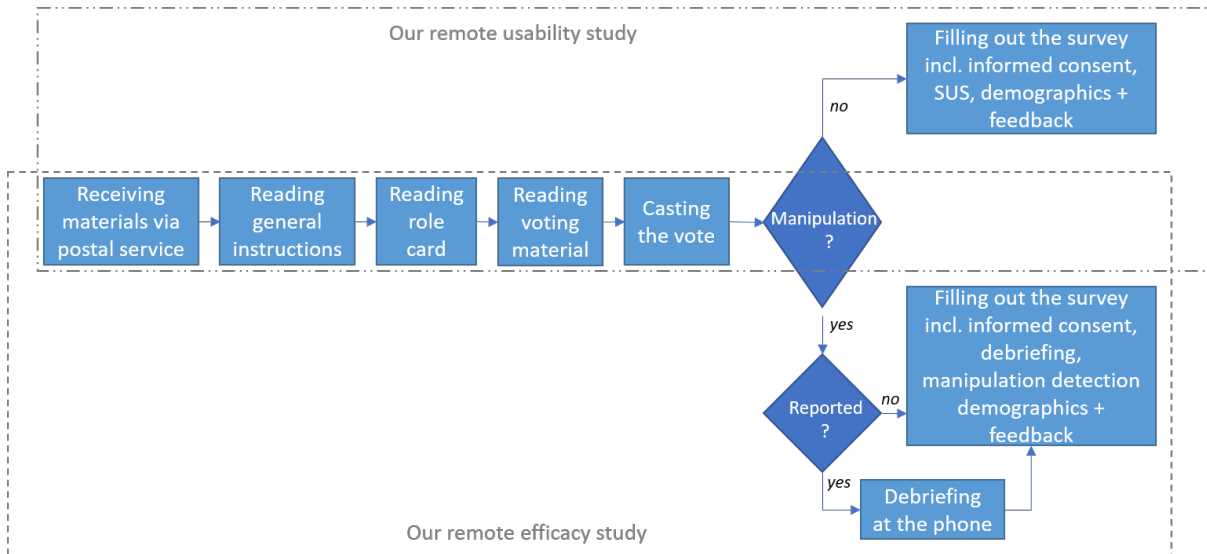 Our remote usability study
Filling out the survey
incl. informed consent,
SUS, demographics +
feedback
no
Receiving
materials via
postal service
Reading
general
instructions
Reading
role
card
Reading
voting
material
Casting
the vote
Manipulation
?
yes
Filling out the survey
incl. informed consent,
debriefing,
manipulation detection
demographics +
feedback
Reported
?
no
yes
Debriefing
at the phone
Our remote efficacy study